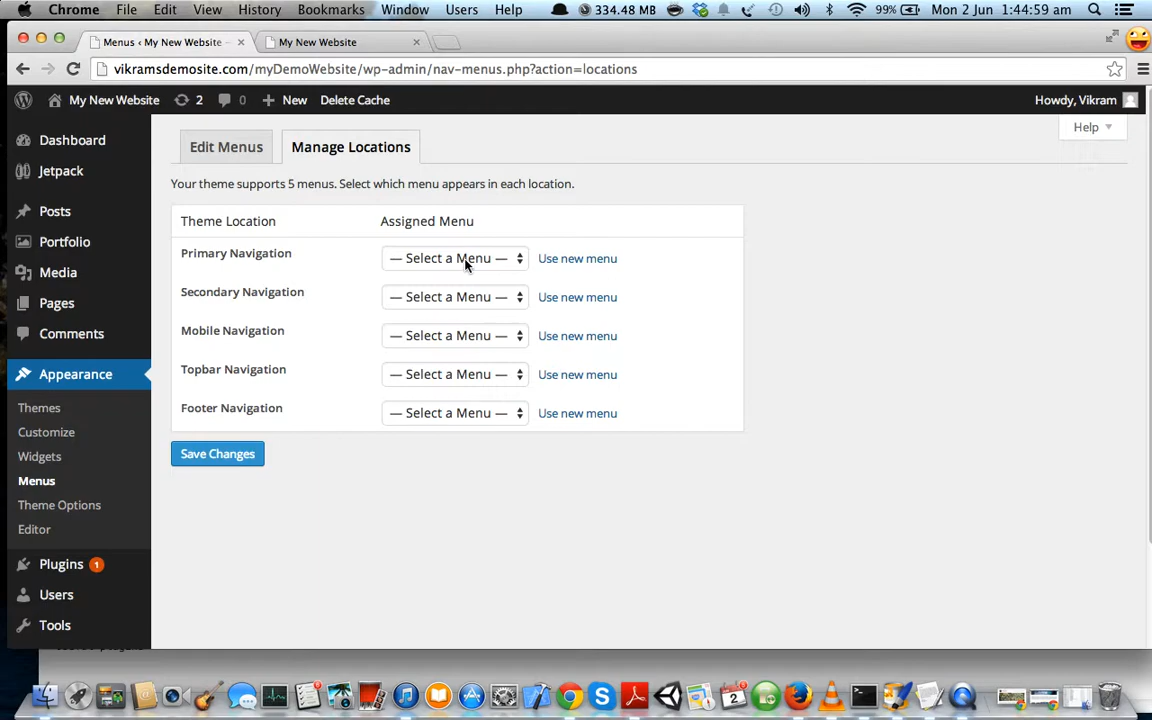 Chrome File Edit View History Bookmarks Window Users Help 334.48 MB 99% Mon 2 Jun 1:44:59 am
Menus ‹ My New Website - My New Website
vikramsdemosite.com/myDemoWebsite/wp-admin/nav-menus.php?action=locations
My New Website 2 0 New Delete Cache Howdy, Vikram
Help
Dashboard
Jetpack
Posts
Portfolio
Media
Pages
Comments
Appearance
Themes
Customize
Widgets
Menus
Theme Options
Editor
Plugins 1
Users
Tools
Edit Menus Manage Locations
Your theme supports 5 menus. Select which menu appears in each location.
Theme Location Assigned Menu
Primary Navigation — Select a Menu — Use new menu
Secondary Navigation — Select a Menu — Use new menu
Mobile Navigation — Select a Menu — Use new menu
Topbar Navigation — Select a Menu — Use new menu
Footer Navigation — Select a Menu — Use new menu
Save Changes